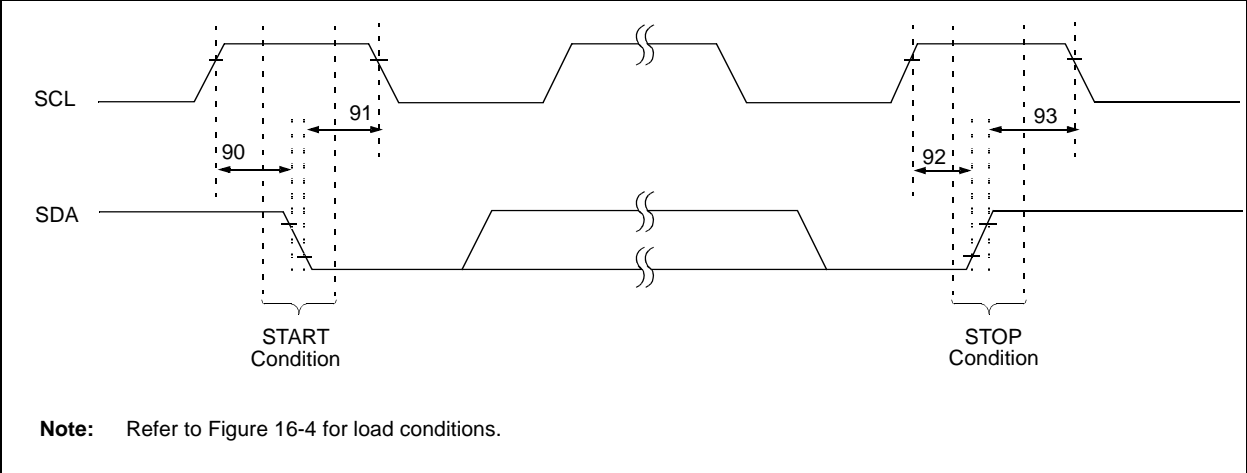 SCL
91
93
90
92
SDA
START
Condition
STOP
Condition
Note: Refer to Figure 16-4 for load conditions.